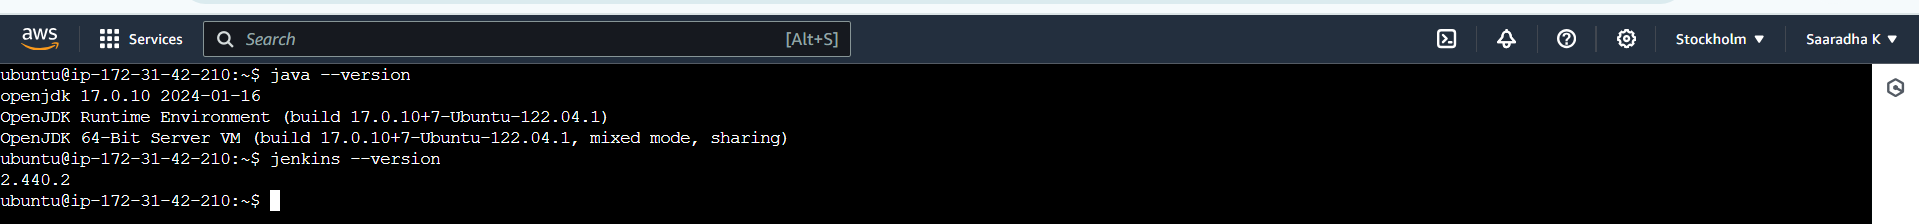 aws Services Search [Alt+S] Stockholm ▼ Saaradha K ▼
ubuntu@ip-172-31-42-210:~$ java --version
openjdk 17.0.10 2024-01-16
OpenJDK Runtime Environment (build 17.0.10+7-Ubuntu-122.04.1)
OpenJDK 64-Bit Server VM (build 17.0.10+7-Ubuntu-122.04.1, mixed mode, sharing)
ubuntu@ip-172-31-42-210:~$ jenkins --version
2.440.2
ubuntu@ip-172-31-42-210:~$